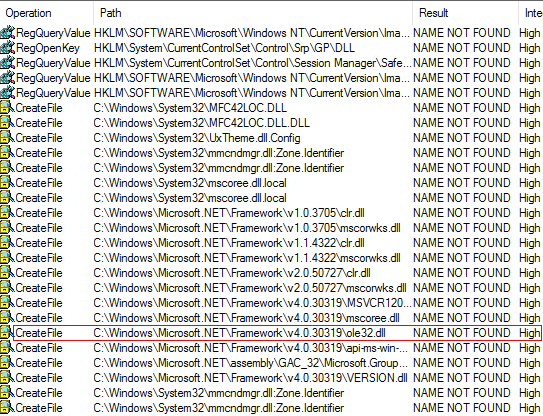 Operation Path Result Inte
RegQueryValue HKLM\SOFTWARE\Microsoft\Windows NT\CurrentVersion\Ima... NAME NOT FOUND High
RegOpenKey HKLM\System\CurrentControlSet\Control\Srp\GP\DLL NAME NOT FOUND High
RegQueryValue HKLM\System\CurrentControlSet\Control\Session Manager\Safe... NAME NOT FOUND High
RegQueryValue HKLM\SOFTWARE\Microsoft\Windows NT\CurrentVersion\Ima... NAME NOT FOUND High
RegQueryValue HKLM\SOFTWARE\Microsoft\Windows NT\CurrentVersion\Ima... NAME NOT FOUND High
CreateFile C:\Windows\System32\MFC42LOC.DLL NAME NOT FOUND High
CreateFile C:\Windows\System32\MFC42LOC.DLL.DLL NAME NOT FOUND High
CreateFile C:\Windows\System32\UxTheme.dll.Config NAME NOT FOUND High
CreateFile C:\Windows\System32\mmcndmgr.dll:Zone.Identifier NAME NOT FOUND High
CreateFile C:\Windows\System32\mmcndmgr.dll:Zone.Identifier NAME NOT FOUND High
CreateFile C:\Windows\System32\mscoree.dll.local NAME NOT FOUND High
CreateFile C:\Windows\System32\mscoree.dll.local NAME NOT FOUND High
CreateFile C:\Windows\Microsoft.NET\Framework\v1.0.3705\clr.dll NAME NOT FOUND High
CreateFile C:\Windows\Microsoft.NET\Framework\v1.0.3705\mscorwks.dll NAME NOT FOUND High
CreateFile C:\Windows\Microsoft.NET\Framework\v1.1.4322\clr.dll NAME NOT FOUND High
CreateFile C:\Windows\Microsoft.NET\Framework\v1.1.4322\mscorwks.dll NAME NOT FOUND High
CreateFile C:\Windows\Microsoft.NET\Framework\v2.0.50727\clr.dll NAME NOT FOUND High
CreateFile C:\Windows\Microsoft.NET\Framework\v2.0.50727\mscorwks.dll NAME NOT FOUND High
CreateFile C:\Windows\Microsoft.NET\Framework\v4.0.30319\MSVCR120... NAME NOT FOUND High
CreateFile C:\Windows\Microsoft.NET\Framework\v4.0.30319\mscoree.dll NAME NOT FOUND High
CreateFile C:\Windows\Microsoft.NET\Framework\v4.0.30319\ole32.dll NAME NOT FOUND High
CreateFile C:\Windows\Microsoft.NET\Framework\v4.0.30319\api-ms-win-... NAME NOT FOUND High
CreateFile C:\Windows\Microsoft.NET\assembly\GAC_32\Microsoft.Group... NAME NOT FOUND High
CreateFile C:\Windows\Microsoft.NET\Framework\v4.0.30319\VERSION.dll NAME NOT FOUND High
CreateFile C:\Windows\System32\mmcndmgr.dll:Zone.Identifier NAME NOT FOUND High
CreateFile C:\Windows\System32\mmcndmgr.dll:Zone.Identifier NAME NOT FOUND High